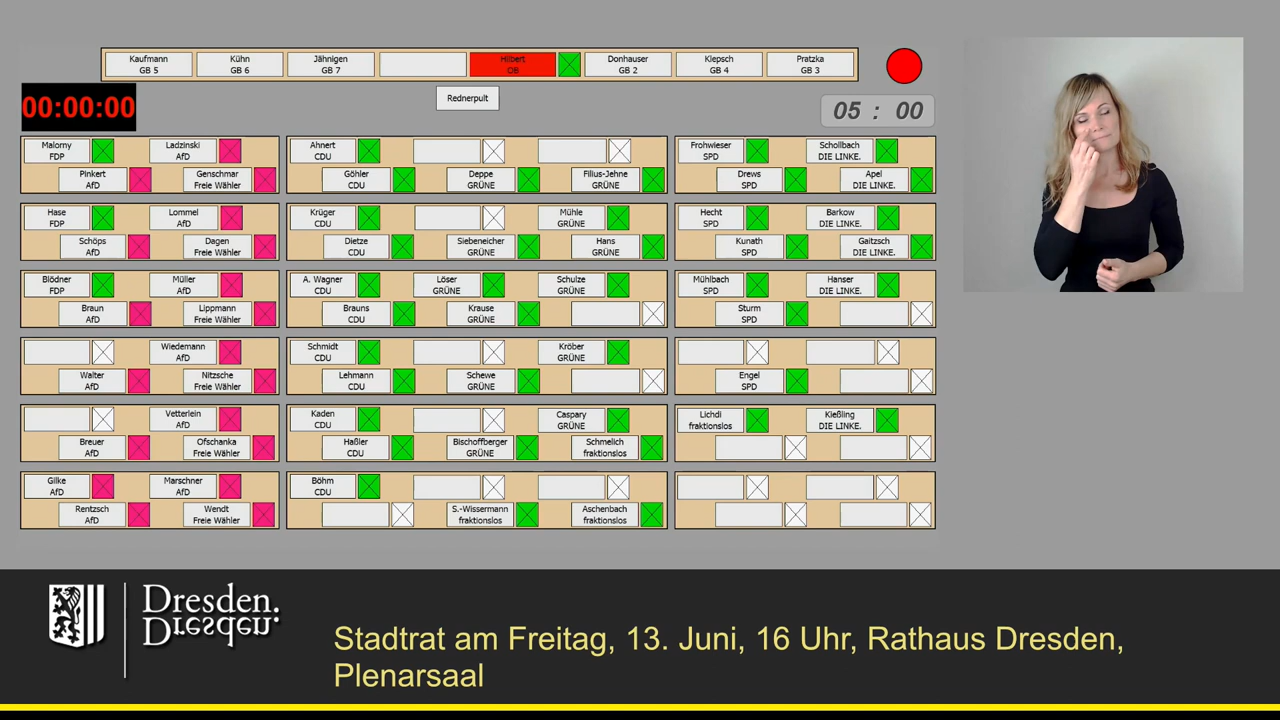 Kaufmann
GB 5
Kühn
GB 6
Jähnigen
GB 7
Hilbert
OB
Donhauser
GB 2
Klepsch
GB 4
Pratzka
GB 3
00:00:00
Rednerpult
05 : 00
Malorny
FDP
Ladzinski
AfD
Pinkert
AfD
Genschmar
Freie Wähler
Ahnert
CDU
Göhler
CDU
Deppe
GRÜNE
Filius-Jehne
GRÜNE
Frohwieser
SPD
Schollbach
DIE LINKE.
Drews
SPD
Apel
DIE LINKE.
Hase
FDP
Lommel
AfD
Schöps
AfD
Dagen
Freie Wähler
Krüger
CDU
Mühle
GRÜNE
Dietze
CDU
Siebeneicher
GRÜNE
Hans
GRÜNE
Hecht
SPD
Barkow
DIE LINKE.
Kunath
SPD
Gaitzsch
DIE LINKE.
Blödner
FDP
Müller
AfD
Braun
AfD
Lippmann
Freie Wähler
A. Wagner
CDU
Löser
GRÜNE
Schulze
GRÜNE
Brauns
CDU
Krause
GRÜNE
Mühlbach
SPD
Hanser
DIE LINKE.
Sturm
SPD
Wiedemann
AfD
Walter
AfD
Nitzsche
Freie Wähler
Schmidt
CDU
Kröber
GRÜNE
Lehmann
CDU
Schewe
GRÜNE
Engel
SPD
Vetterlein
AfD
Breuer
AfD
Ofschanka
Freie Wähler
Kaden
CDU
Caspary
GRÜNE
Haßler
CDU
Bischoffberger
GRÜNE
Schmelich
fraktionslos
Lichdi
fraktionslos
Kießling
DIE LINKE.
Gilke
AfD
Marschner
AfD
Rentzsch
AfD
Wendt
Freie Wähler
Böhm
CDU
S.-Wissermann
fraktionslos
Aschenbach
fraktionslos
Dresden.
Dresden.
Stadtrat am Freitag, 13. Juni, 16 Uhr, Rathaus Dresden,
Plenarsaal